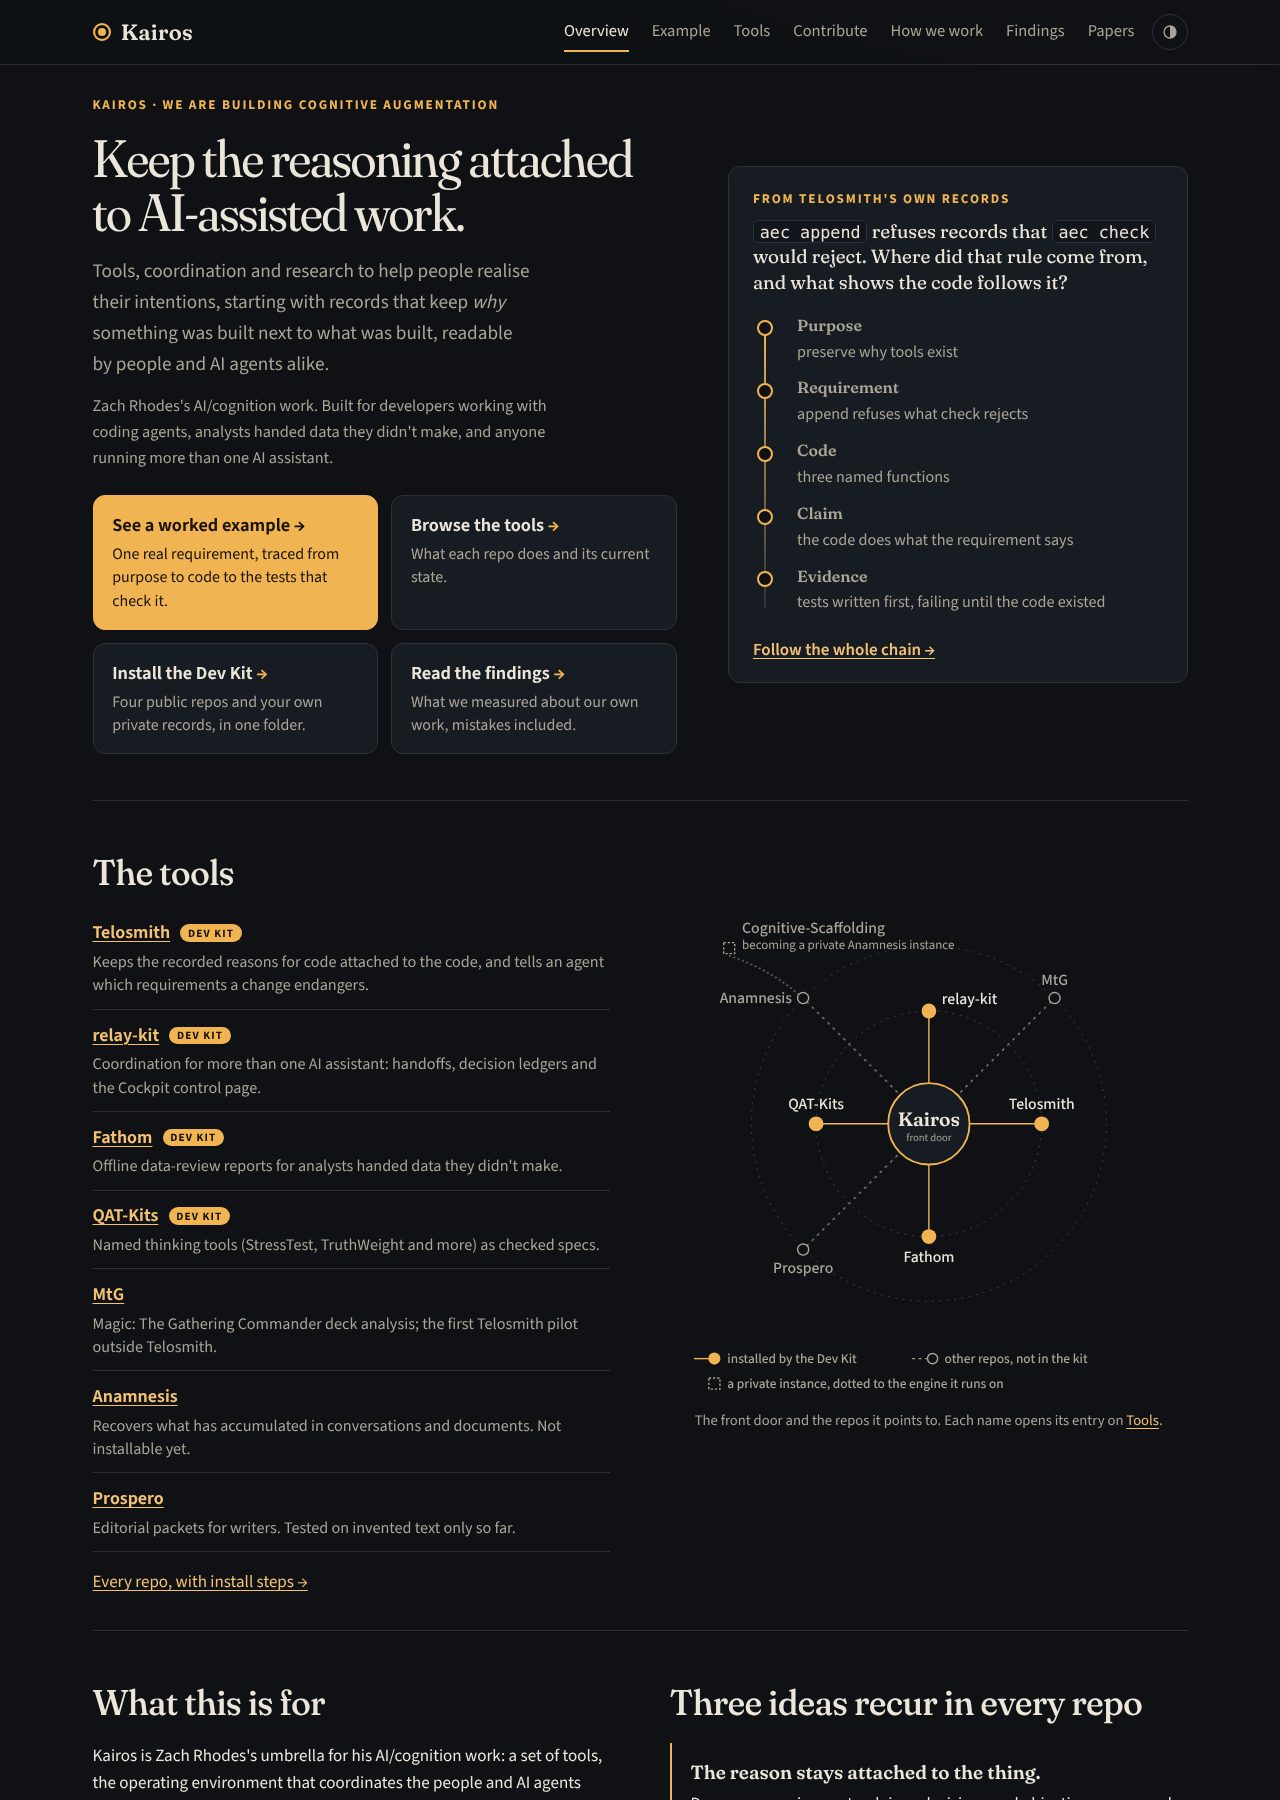 Kairos
Overview
Example
Tools
Contribute
How we work
Findings
Papers
KAIROS · WE ARE BUILDING COGNITIVE AUGMENTATION
Keep the reasoning attached
to AI-assisted work.
Tools, coordination and research to help people realise
their intentions, starting with records that keep why
something was built next to what was built, readable
by people and AI agents alike.
Zach Rhodes's AI/cognition work. Built for developers working with
coding agents, analysts handed data they didn't make, and anyone
running more than one AI assistant.
See a worked example →
One real requirement, traced from
purpose to code to the tests that
check it.
Browse the tools →
What each repo does and its current
state.
Install the Dev Kit →
Four public repos and your own
private records, in one folder.
Read the findings →
What we measured about our own
work, mistakes included.
FROM TELOSMITH'S OWN RECORDS
aec append refuses records that aec check
would reject. Where did that rule come from,
and what shows the code follows it?
Purpose
preserve why tools exist
Requirement
append refuses what check rejects
Code
three named functions
Claim
the code does what the requirement says
Evidence
tests written first, failing until the code existed
Follow the whole chain →
The tools
Telosmith DEV KIT
Keeps the recorded reasons for code attached to the code, and tells an agent
which requirements a change endangers.
relay-kit DEV KIT
Coordination for more than one AI assistant: handoffs, decision ledgers and
the Cockpit control page.
Fathom DEV KIT
Offline data-review reports for analysts handed data they didn't make.
QAT-Kits DEV KIT
Named thinking tools (StressTest, TruthWeight and more) as checked specs.
MtG
Magic: The Gathering Commander deck analysis; the first Telosmith pilot
outside Telosmith.
Anamnesis
Recovers what has accumulated in conversations and documents. Not
installable yet.
Prospero
Editorial packets for writers. Tested on invented text only so far.
Every repo, with install steps →
Cognitive-Scaffolding
becoming a private Anamnesis instance
MtG
Anamnesis
relay-kit
QAT-Kits
Telosmith
Kairos
front door
Fathom
Prospero
installed by the Dev Kit
other repos, not in the kit
a private instance, dotted to the engine it runs on
The front door and the repos it points to. Each name opens its entry on Tools.
What this is for
Kairos is Zach Rhodes's umbrella for his AI/cognition work: a set of tools,
the operating environment that coordinates the people and AI agents
Three ideas recur in every repo
The reason stays attached to the thing.